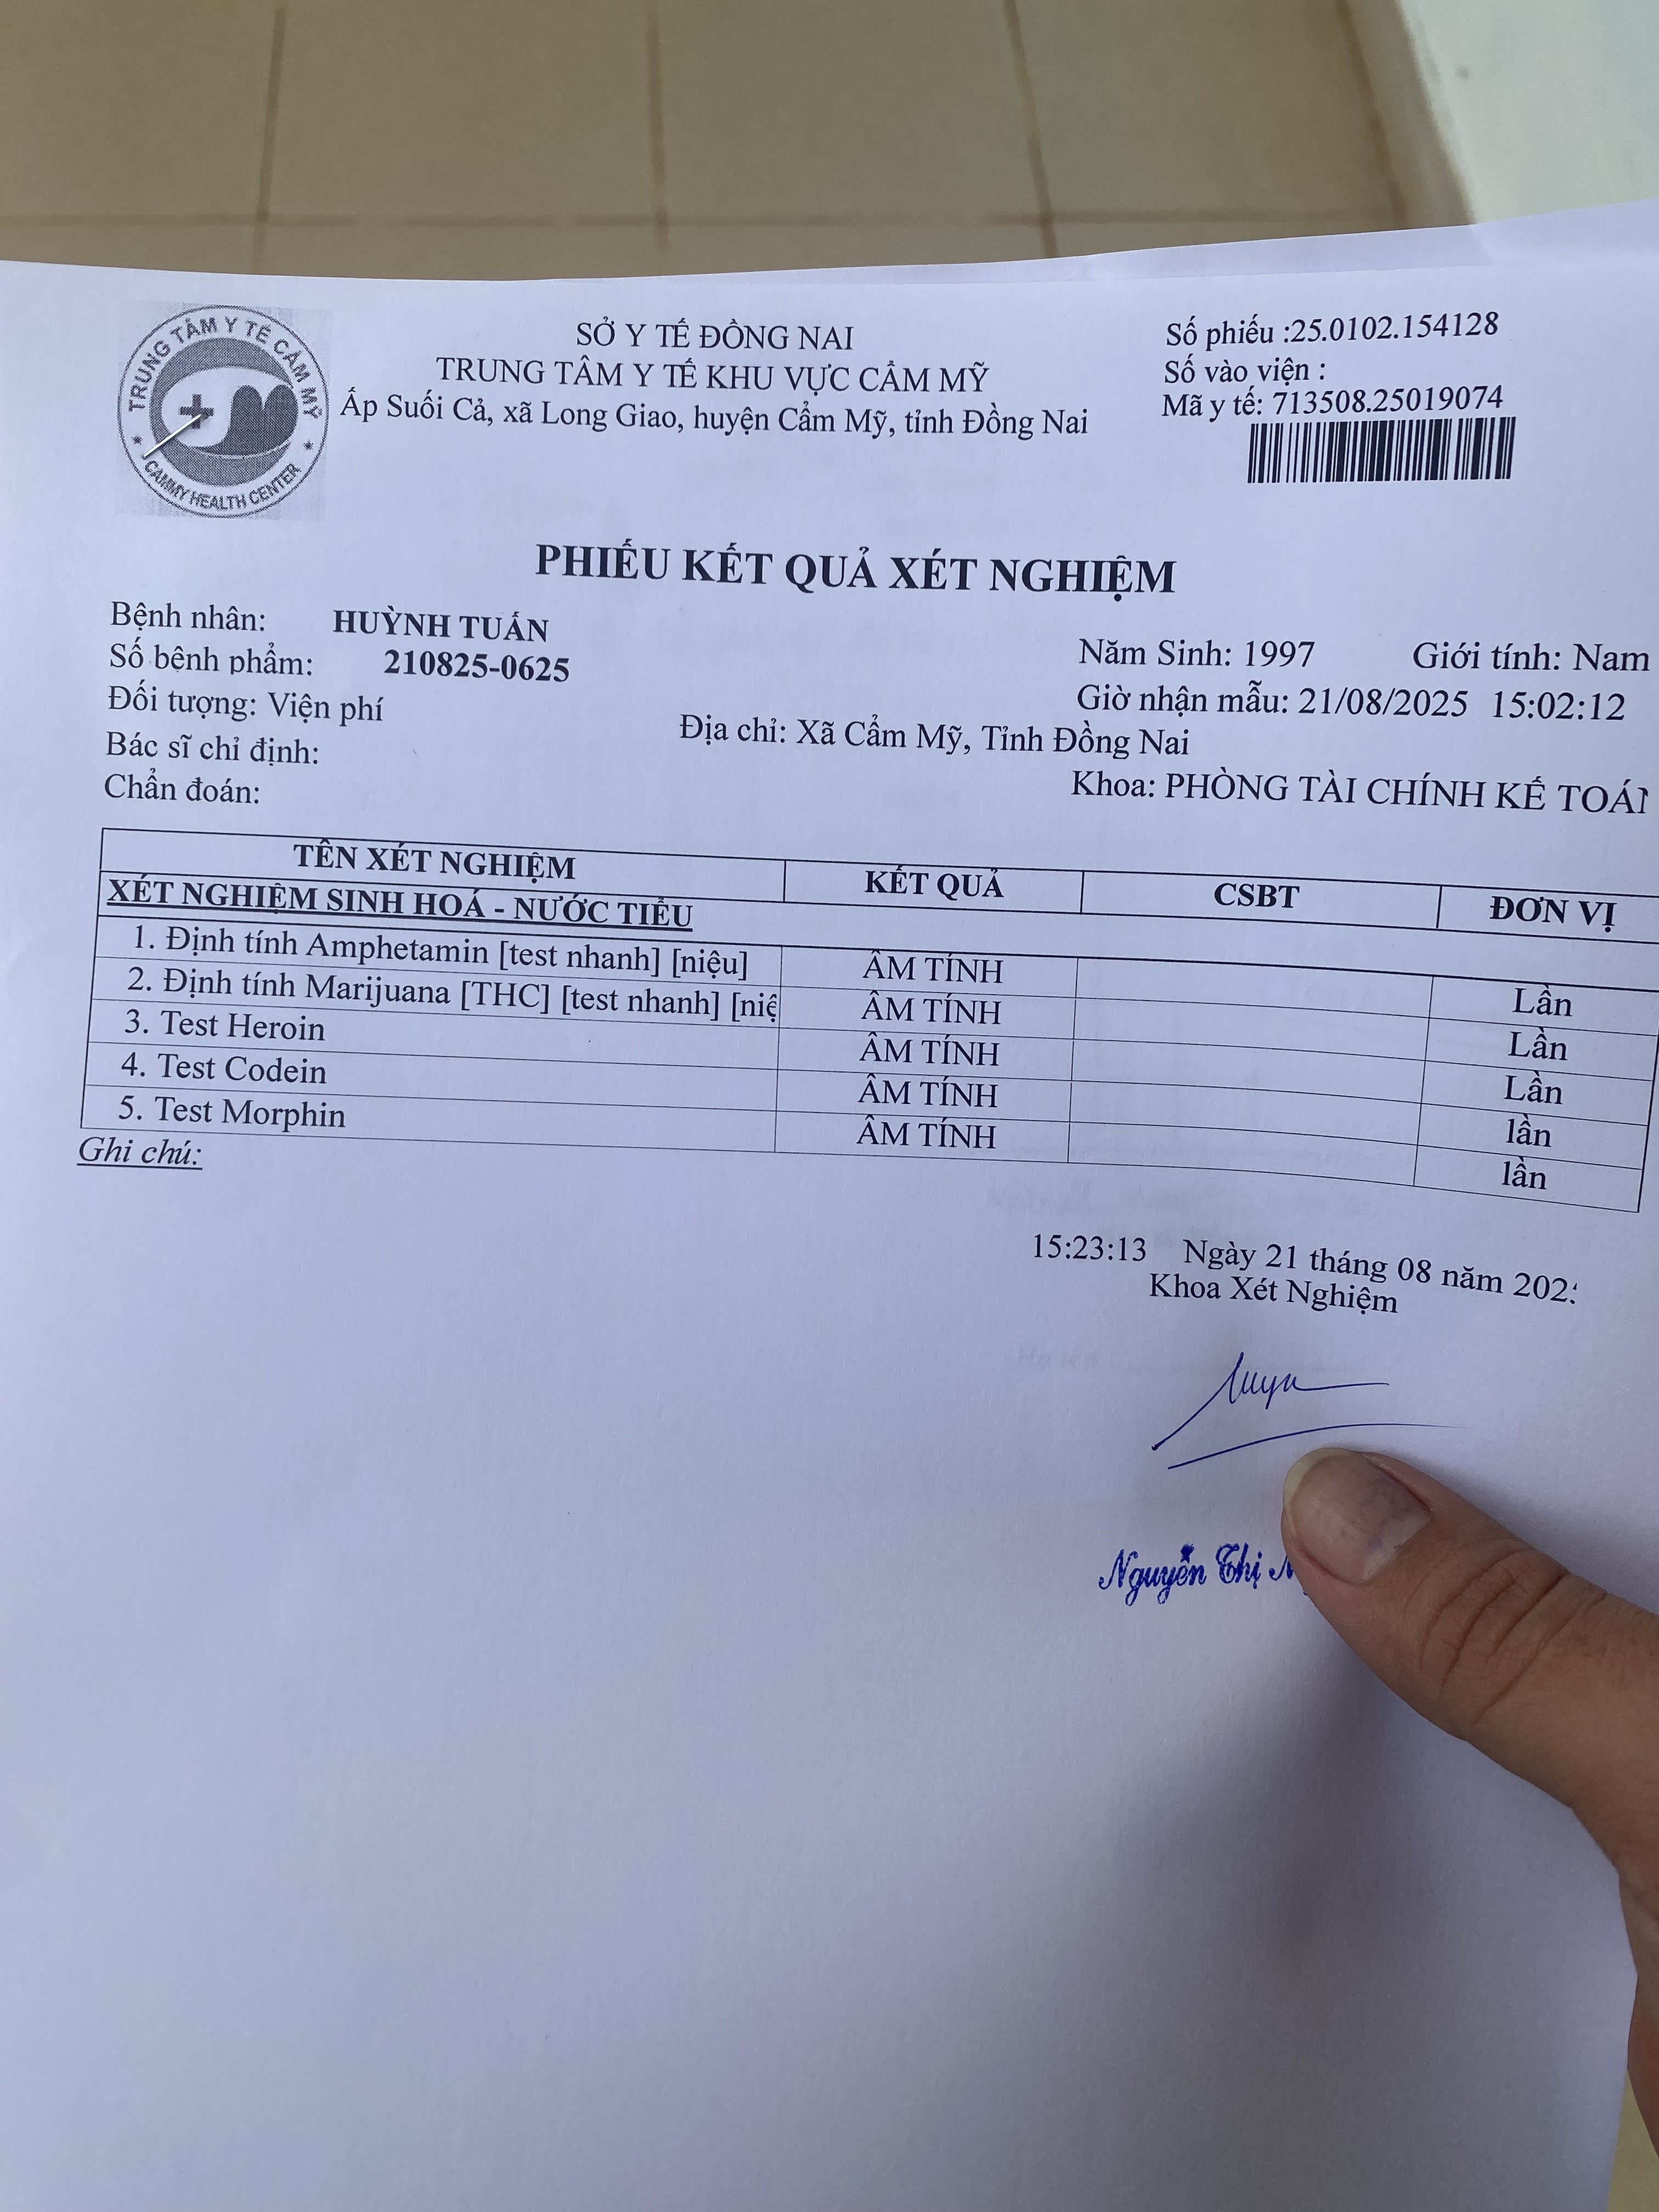 TRUNG TÂM Y TẾ CẨM MỸ
CAMMY HEALTH CENTER
SỞ Y TẾ ĐỒNG NAI
TRUNG TÂM Y TẾ KHU VỰC CẨM MỸ
Ấp Suối Cả, xã Long Giao, huyện Cẩm Mỹ, tỉnh Đồng Nai
Số phiếu :25.0102.154128
Số vào viện :
Mã y tế: 713508.25019074
PHIẾU KẾT QUẢ XÉT NGHIỆM
Bệnh nhân: HUỲNH TUẤN
Năm Sinh: 1997 Giới tính: Nam
Số bệnh phẩm: 210825-0625
Giờ nhận mẫu: 21/08/2025 15:02:12
Đối tượng: Viện phí
Địa chỉ: Xã Cẩm Mỹ, Tỉnh Đồng Nai
Bác sĩ chỉ định:
Khoa: PHÒNG TÀI CHÍNH KẾ TOÁN
Chẩn đoán:
TÊN XÉT NGHIỆM KẾT QUẢ CSBT ĐƠN VỊ
XÉT NGHIỆM SINH HOÁ - NƯỚC TIỂU
1. Định tính Amphetamin [test nhanh] [niệu] ÂM TÍNH Lần
2. Định tính Marijuana [THC] [test nhanh] [niệ ÂM TÍNH Lần
3. Test Heroin ÂM TÍNH Lần
4. Test Codein ÂM TÍNH lần
5. Test Morphin ÂM TÍNH lần
Ghi chú:
15:23:13 Ngày 21 tháng 08 năm 2025
Khoa Xét Nghiệm
Nguyễn Thị